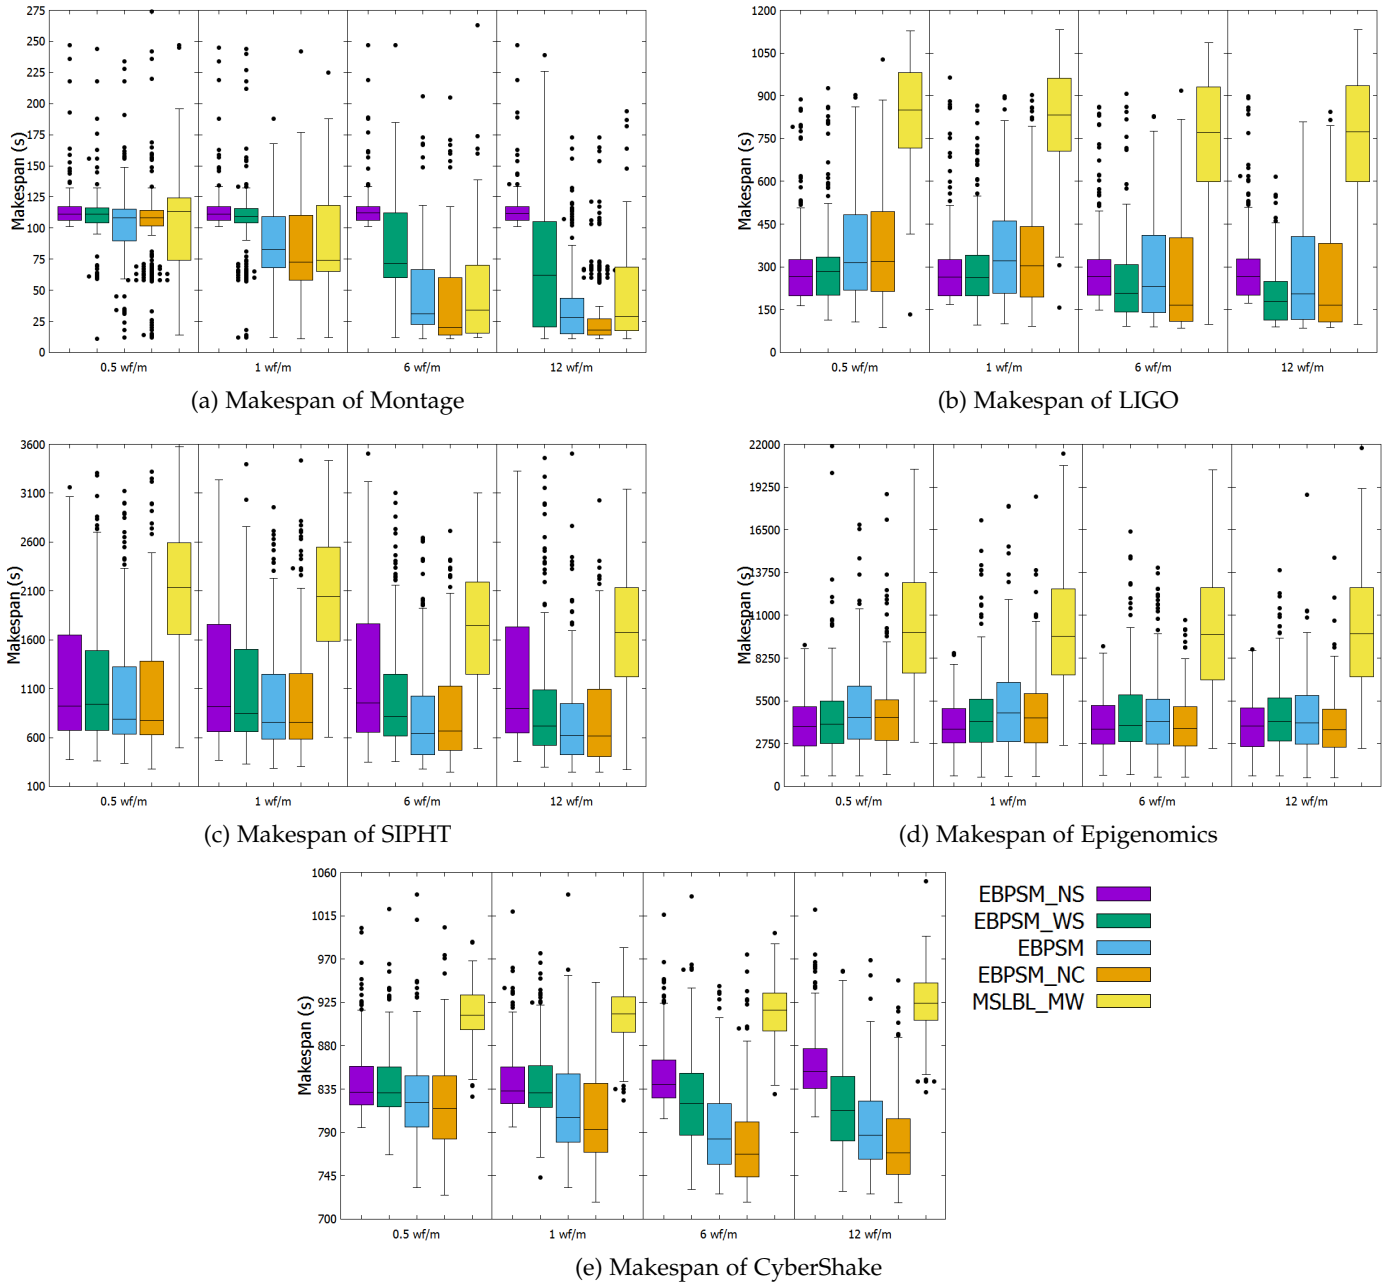 275
250
225
200
175
150
125
100
75
50
25
0
Makespan (s)
0.5 wf/m
1 wf/m
6 wf/m
12 wf/m
(a) Makespan of Montage
1200
1050
900
750
600
450
300
150
0
Makespan (s)
0.5 wf/m
1 wf/m
6 wf/m
12 wf/m
(b) Makespan of LIGO
3600
3100
2600
2100
1600
1100
600
100
Makespan (s)
0.5 wf/m
1 wf/m
6 wf/m
12 wf/m
(c) Makespan of SIPHT
22000
19250
16500
13750
11000
8250
5500
2750
0
Makespan (s)
0.5 wf/m
1 wf/m
6 wf/m
12 wf/m
(d) Makespan of Epigenomics
1060
1015
970
925
880
835
790
745
700
Makespan (s)
0.5 wf/m
1 wf/m
6 wf/m
12 wf/m
EBPSM_NS
EBPSM_WS
EBPSM
EBPSM_NC
MSLBL_MW
(e) Makespan of CyberShake